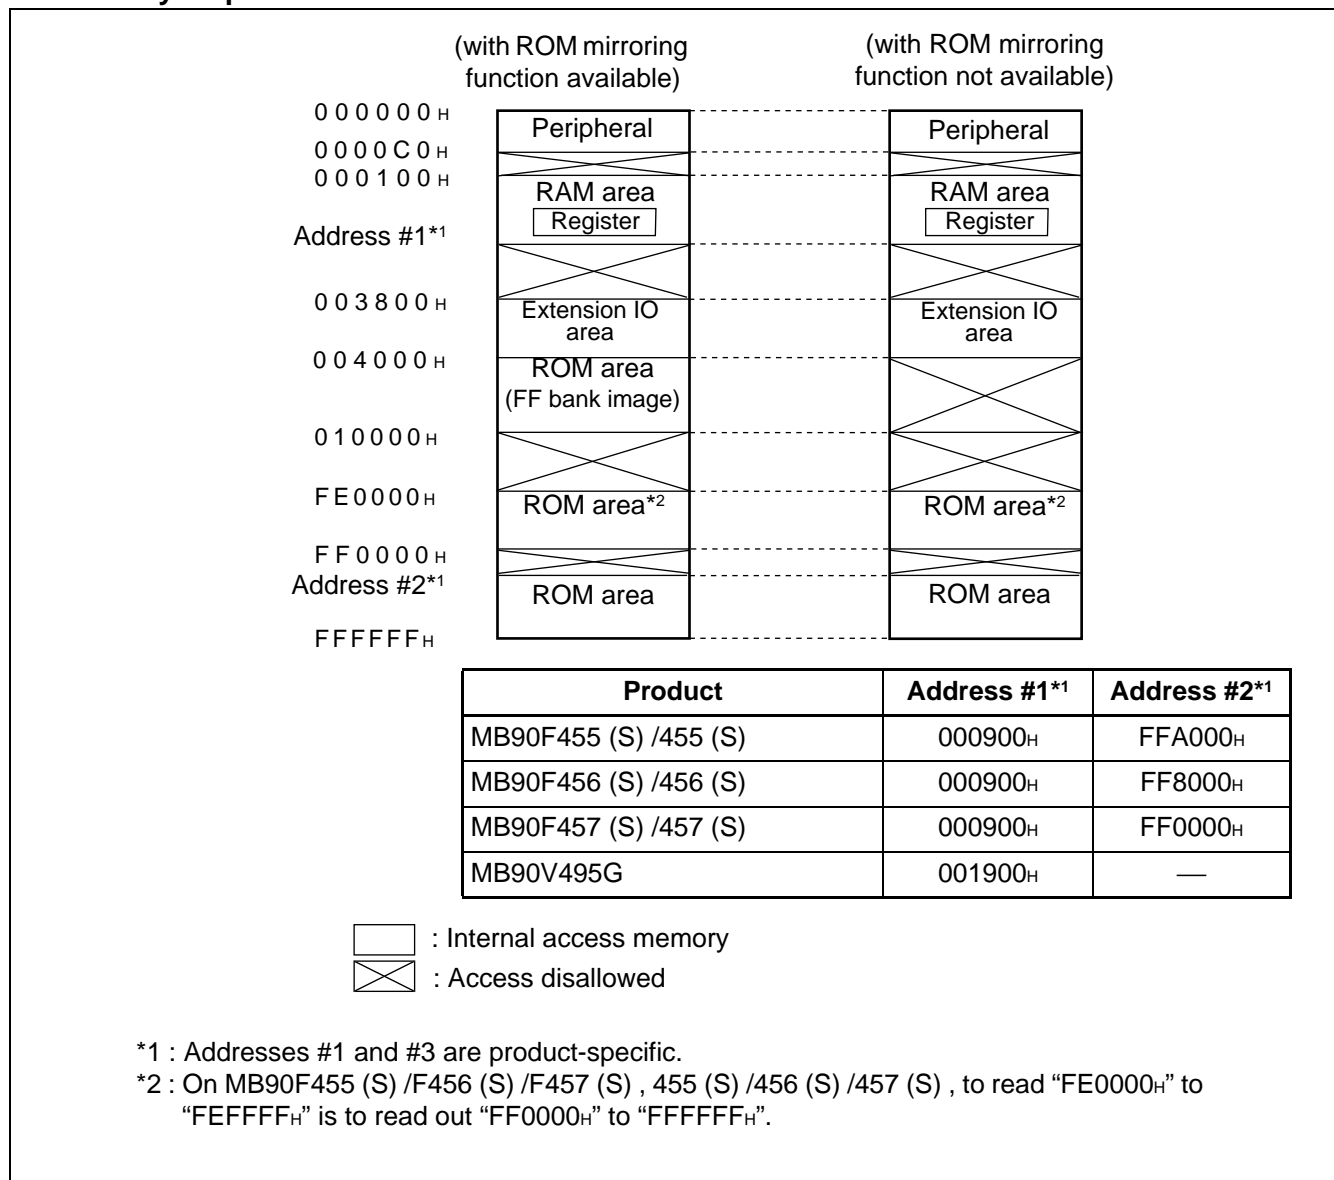 (with ROM mirroring
function available)
(with ROM mirroring
function not available)
000000H
Peripheral
Peripheral
0000C0H
000100H
RAM area
RAM area
Register
Register
Address #1*1
003800H
Extension IO
area
Extension IO
area
004000H
ROM area
(FF bank image)
010000H
FE0000H
ROM area*2
ROM area*2
FF0000H
Address #2*1
ROM area
ROM area
FFFFFFH
Product Address #1*1 Address #2*1
MB90F455 (S) /455 (S) 000900H FFA000H
MB90F456 (S) /456 (S) 000900H FF8000H
MB90F457 (S) /457 (S) 000900H FF0000H
MB90V495G 001900H —
: Internal access memory
: Access disallowed
*1 : Addresses #1 and #3 are product-specific.
*2 : On MB90F455 (S) /F456 (S) /F457 (S) , 455 (S) /456 (S) /457 (S) , to read “FE0000H” to
“FEFFFFH” is to read out “FF0000H” to “FFFFFFH”.